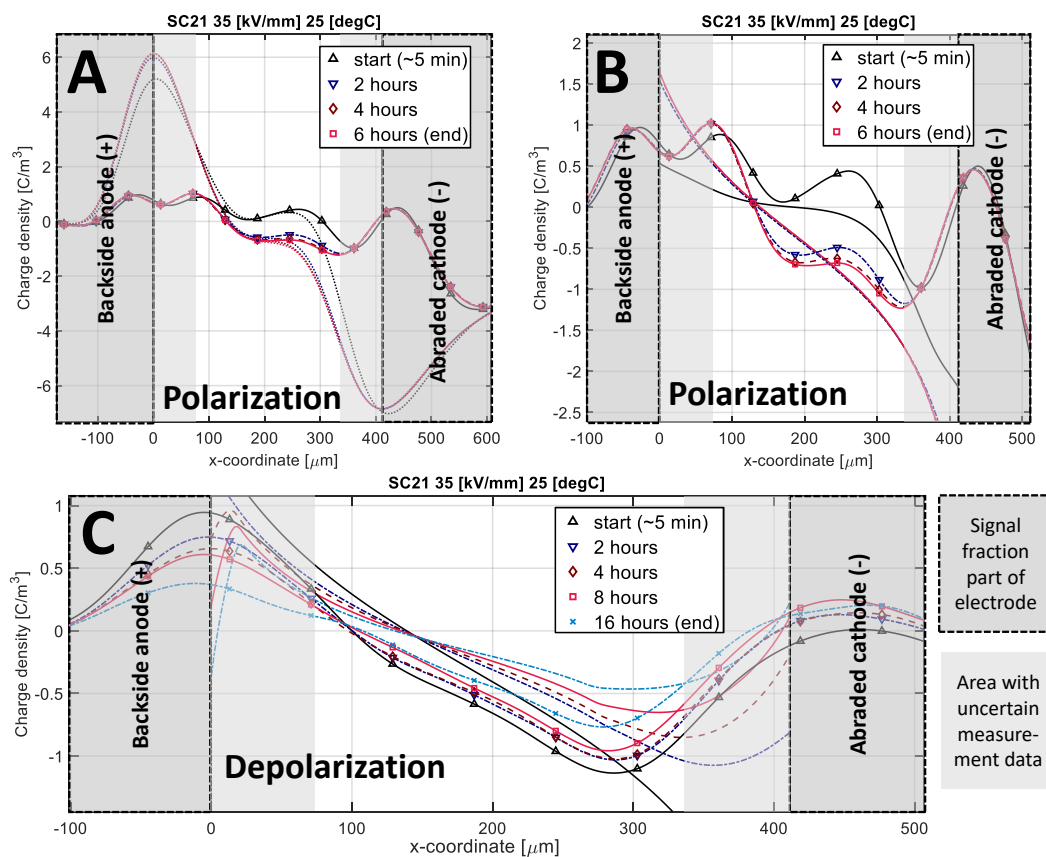 SC21 35 [kV/mm] 25 [degC]
A
start (~5 min)
2 hours
4 hours
6 hours (end)
Backside anode (+)
Abraded cathode (-)
Polarization
Charge density [C/m³]
6
4
2
0
-2
-4
-6
-100
0
100
200
300
400
500
600
x-coordinate [μm]
SC21 35 [kV/mm] 25 [degC]
B
start (~5 min)
2 hours
4 hours
6 hours (end)
Backside anode (+)
Abraded cathode (-)
Polarization
Charge density [C/m³]
2
1.5
1
0.5
0
-0.5
-1
-1.5
-2
-2.5
-100
0
100
200
300
400
500
x-coordinate [μm]
SC21 35 [kV/mm] 25 [degC]
C
start (~5 min)
2 hours
4 hours
8 hours
16 hours (end)
Backside anode (+)
Abraded cathode (-)
Depolarization
Charge density [C/m³]
1
0.5
0
-0.5
-1
-100
0
100
200
300
400
500
x-coordinate [μm]
Signal
fraction
part of
electrode
Area with
uncertain
measure-
ment data